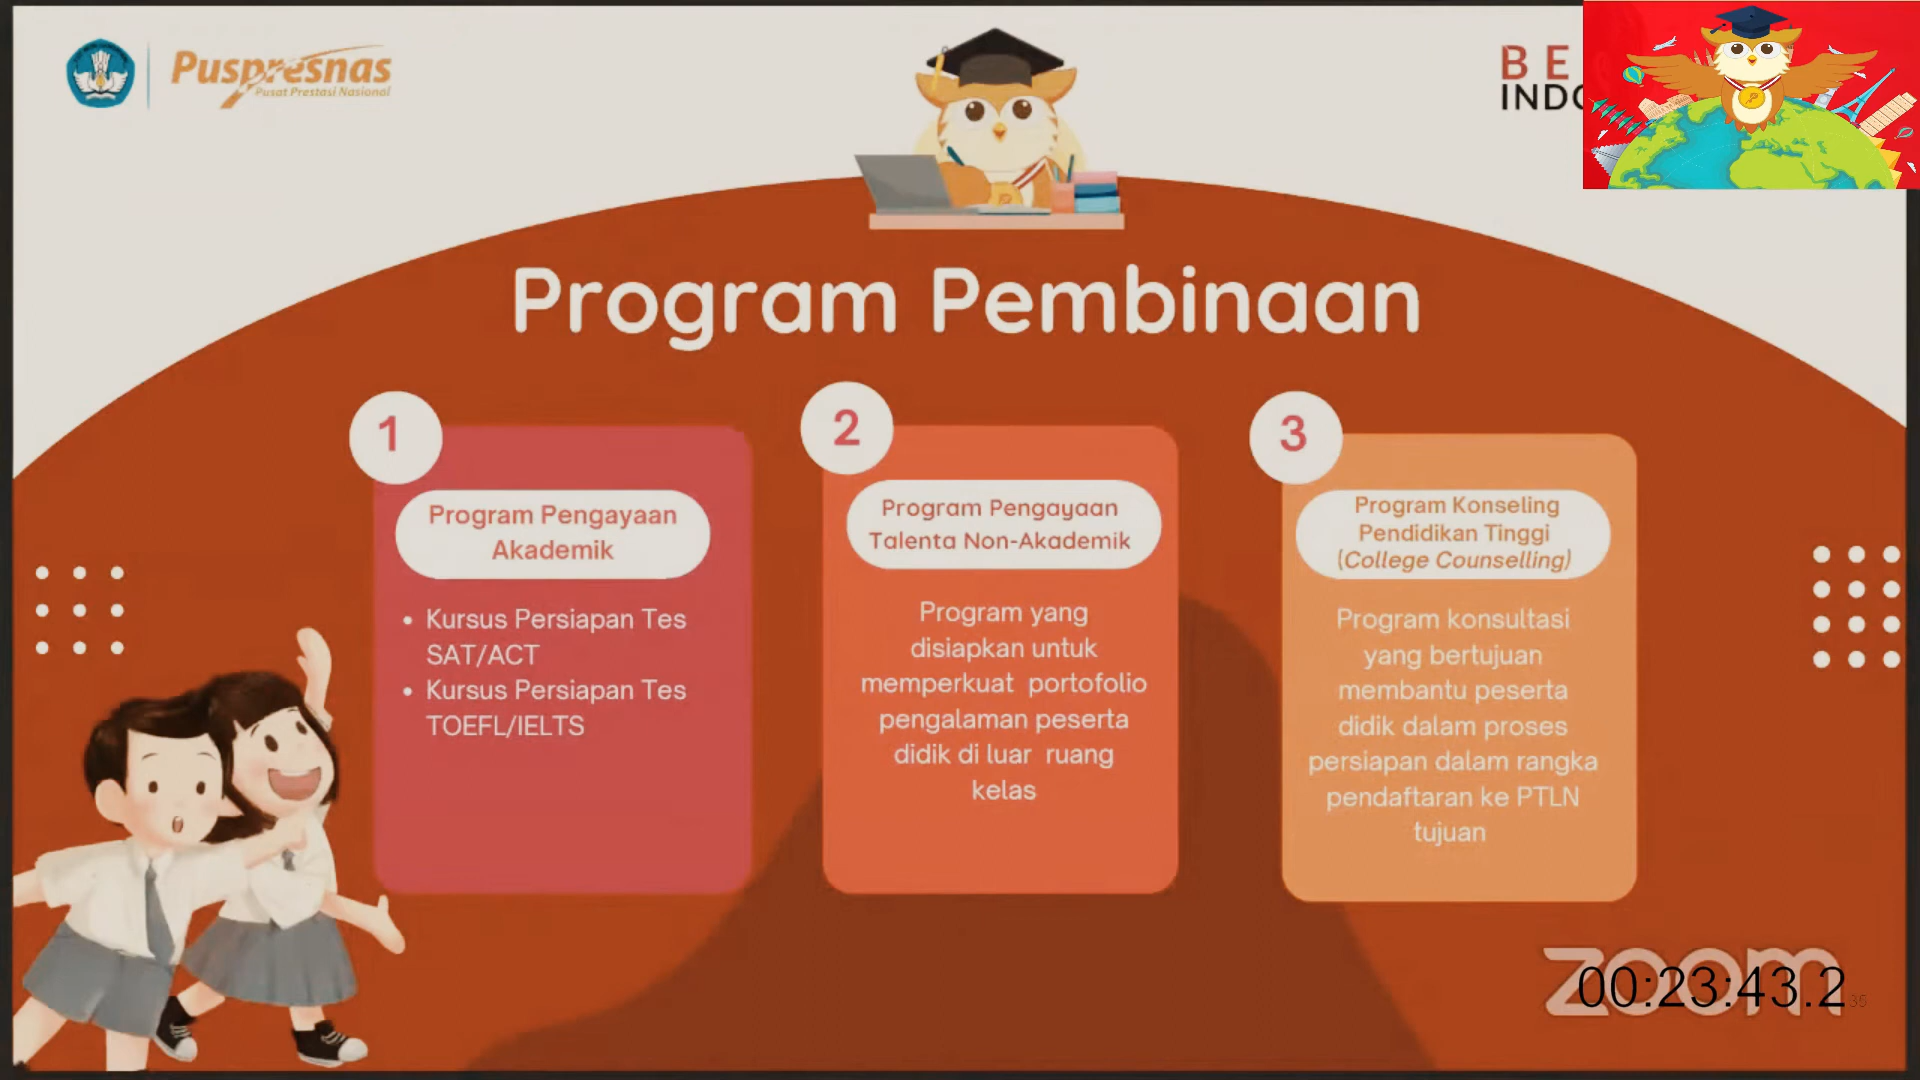 Puspresnas
Pusat Prestasi Nasional
Program Pembinaan
1
Program Pengayaan
Akademik
• Kursus Persiapan Tes
SAT/ACT
• Kursus Persiapan Tes
TOEFL/IELTS
2
Program Pengayaan
Talenta Non-Akademik
Program yang
disiapkan untuk
memperkuat portofolio
pengalaman peserta
didik di luar ruang
kelas
3
Program Konseling
Pendidikan Tinggi
(College Counselling)
Program konsultasi
yang bertujuan
membantu peserta
didik dalam proses
persiapan dalam rangka
pendaftaran ke PTLN
tujuan
zoom
00:23:43.2
35